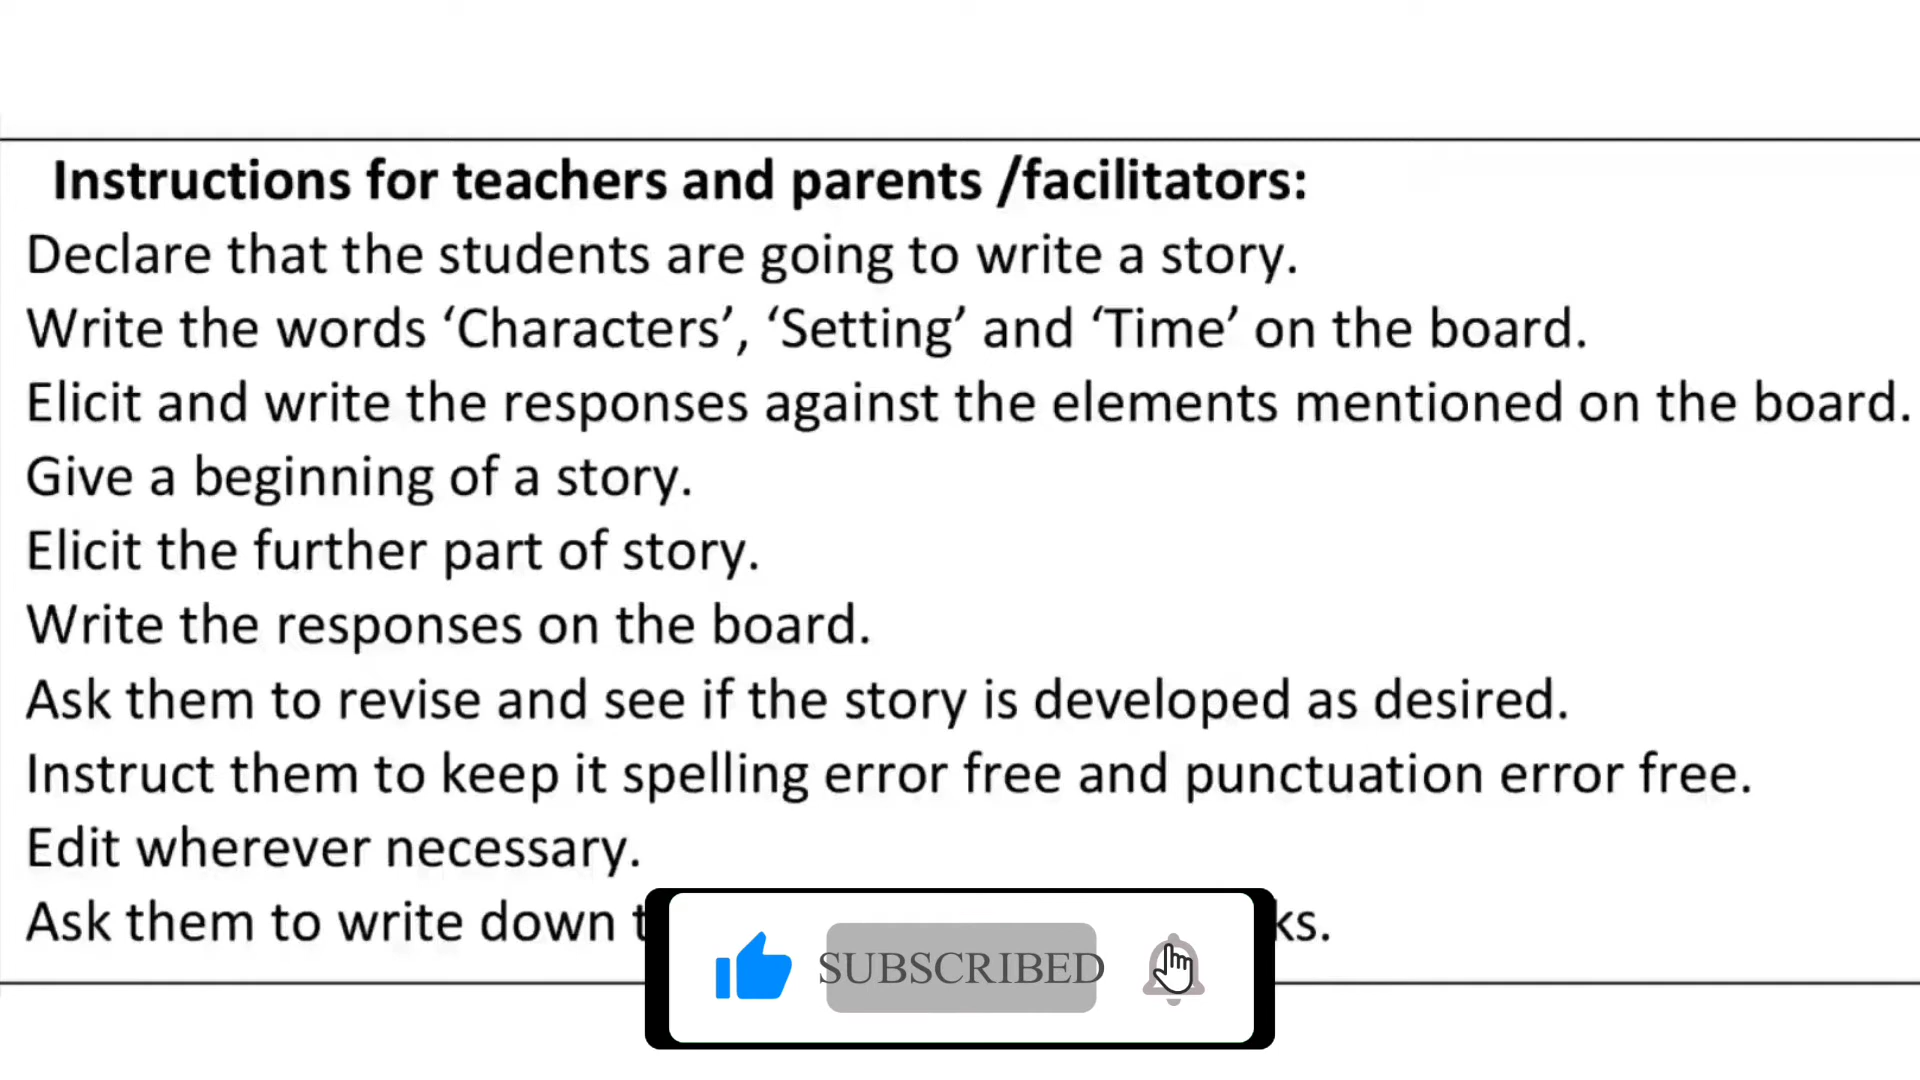 Instructions for teachers and parents /facilitators:
Declare that the students are going to write a story.
Write the words ‘Characters’, ‘Setting’ and ‘Time’ on the board.
Elicit and write the responses against the elements mentioned on the board.
Give a beginning of a story.
Elicit the further part of story.
Write the responses on the board.
Ask them to revise and see if the story is developed as desired.
Instruct them to keep it spelling error free and punctuation error free.
Edit wherever necessary.
Ask them to write down
SUBSCRIBED